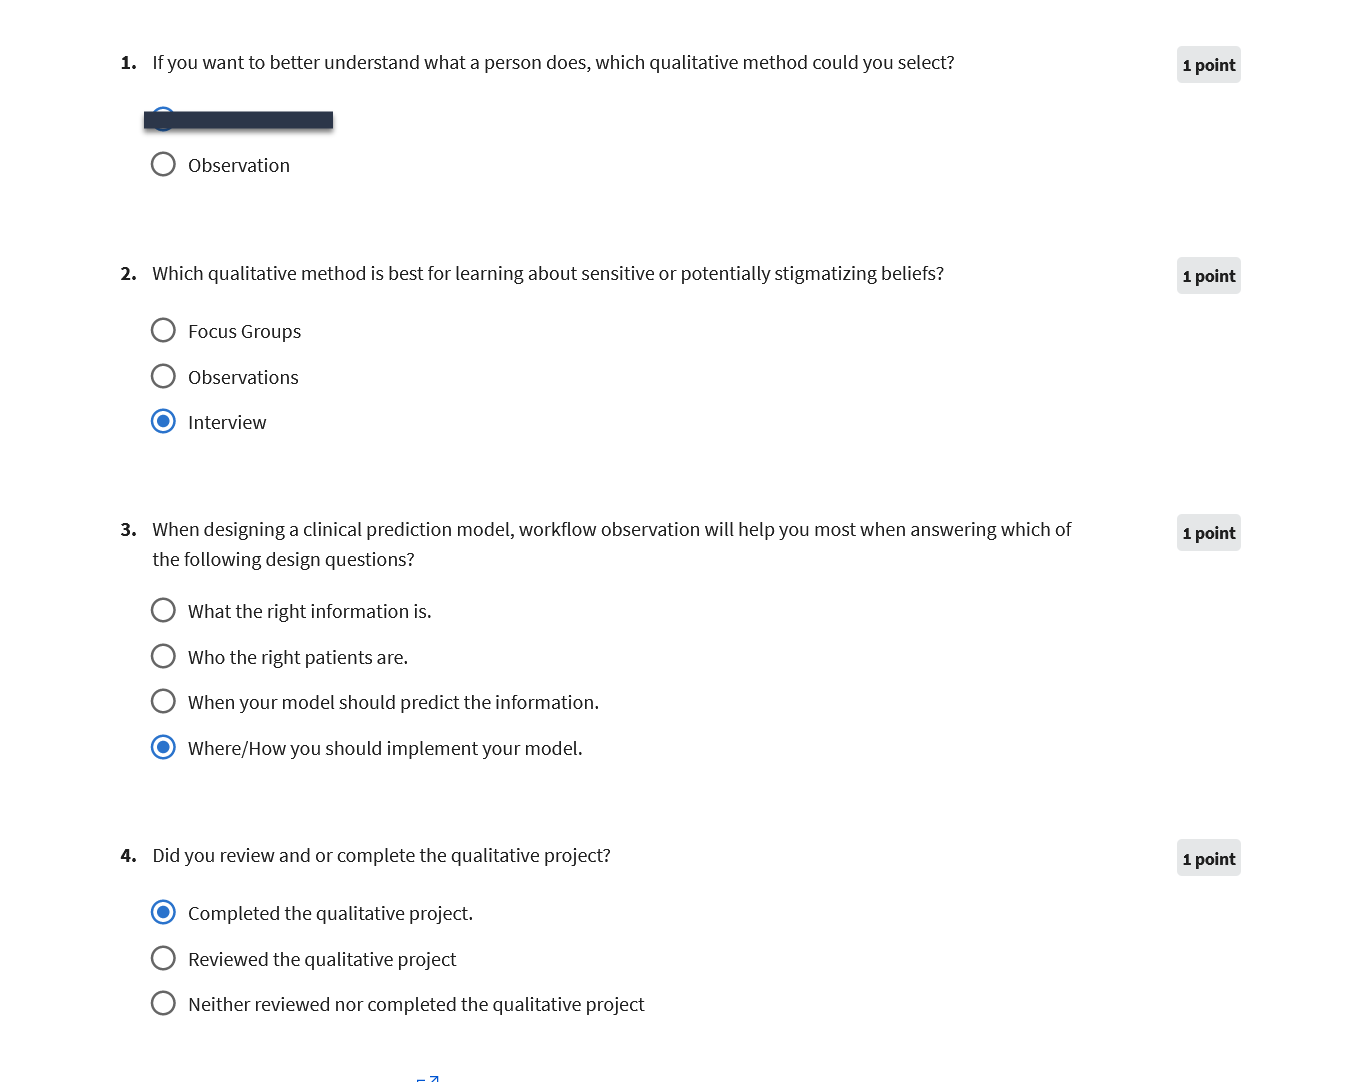 1. If you want to better understand what a person does, which qualitative method could you select?
1 point
Observation
2. Which qualitative method is best for learning about sensitive or potentially stigmatizing beliefs?
1 point
Focus Groups
Observations
Interview
3. When designing a clinical prediction model, workflow observation will help you most when answering which of
the following design questions?
1 point
What the right information is.
Who the right patients are.
When your model should predict the information.
Where/How you should implement your model.
4. Did you review and or complete the qualitative project?
1 point
Completed the qualitative project.
Reviewed the qualitative project
Neither reviewed nor completed the qualitative project